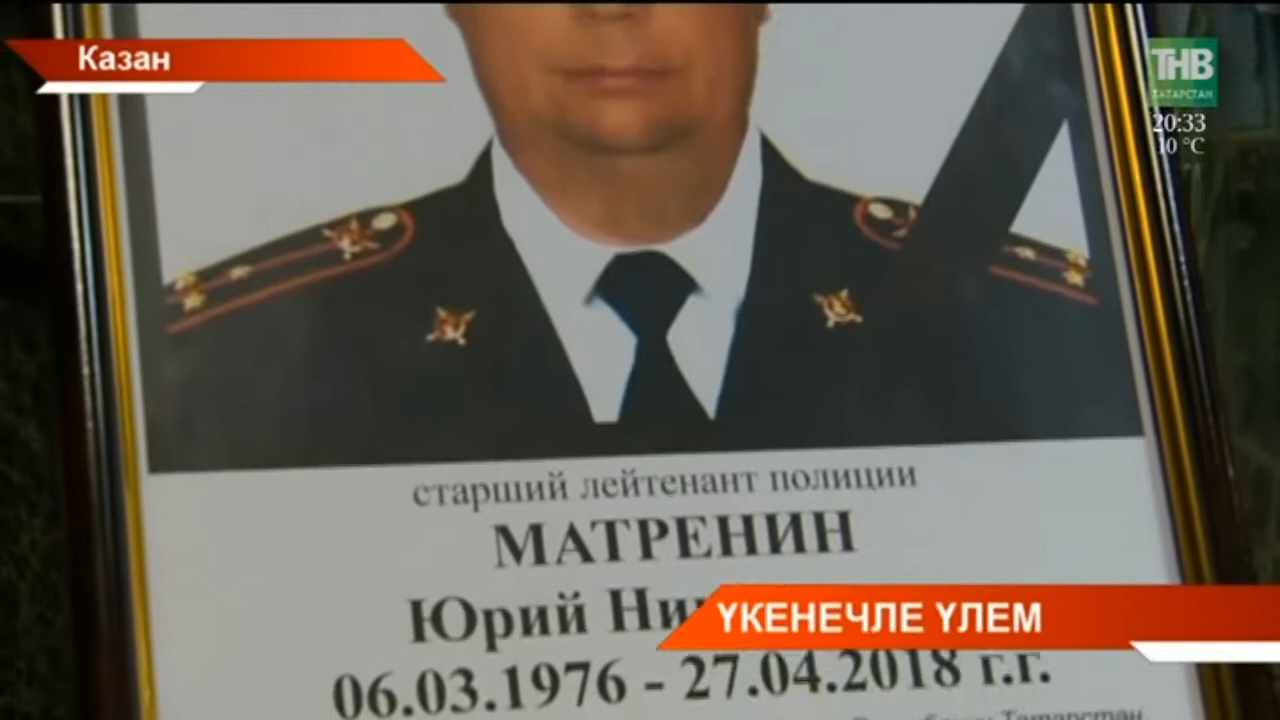 Казан
ТНВ
ТАТАРСТАН
20:33
10 °C
старший лейтенант полиции
МАТРЕНИН
Юрий
ҮКЕНЕЧЛЕ ҮЛЕМ
06.03.1976 - 27.04.2018 г.г.
Татарстан